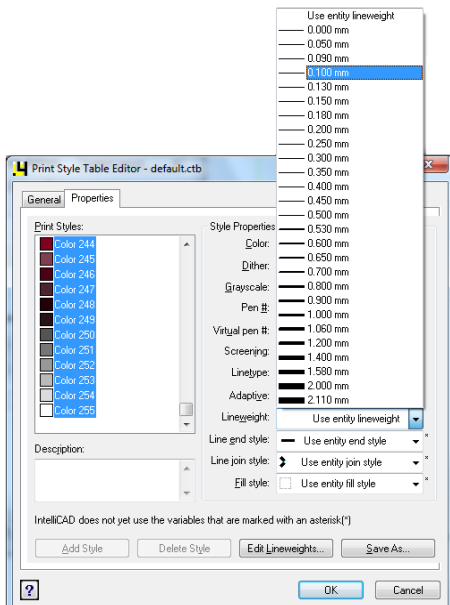 Use entity lineweight
0.000 mm
0.050 mm
0.090 mm
0.100 mm
0.130 mm
0.150 mm
0.180 mm
0.200 mm
0.250 mm
0.300 mm
0.350 mm
0.400 mm
0.450 mm
0.500 mm
0.530 mm
0.600 mm
0.650 mm
0.700 mm
0.800 mm
0.900 mm
1.000 mm
1.060 mm
1.200 mm
1.400 mm
1.580 mm
2.000 mm
2.110 mm
Print Style Table Editor - default.ctb
General Properties
Print Styles:
Color 244
Color 245
Color 246
Color 247
Color 248
Color 249
Color 250
Color 251
Color 252
Color 253
Color 254
Color 255
Description:
Style Properties
Color:
Dither:
Grayscale:
Pen #:
Virtual pen #:
Screening:
Linetype:
Adaptive:
Lineweight: Use entity lineweight
Line end style: Use entity end style *
Line join style: Use entity join style *
Fill style: Use entity fill style *
IntelliCAD does not yet use the variables that are marked with an asterisk(*)
Add Style Delete Style Edit Lineweights... Save As...
? OK Cancel